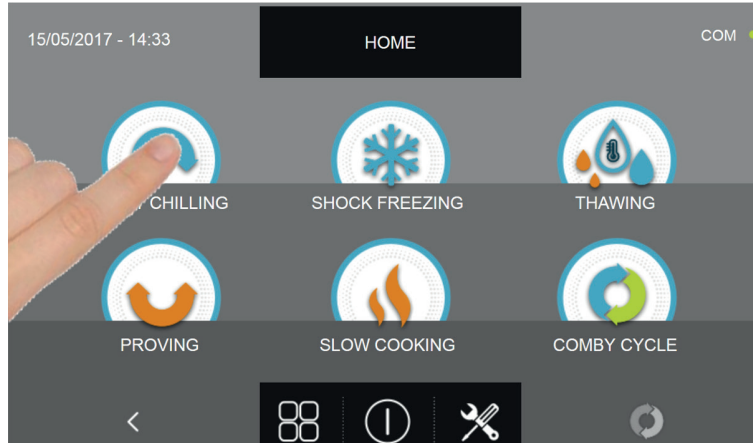 15/05/2017 - 14:33
HOME
COM
CHILLING
SHOCK FREEZING
THAWING
PROVING
SLOW COOKING
COMBY CYCLE